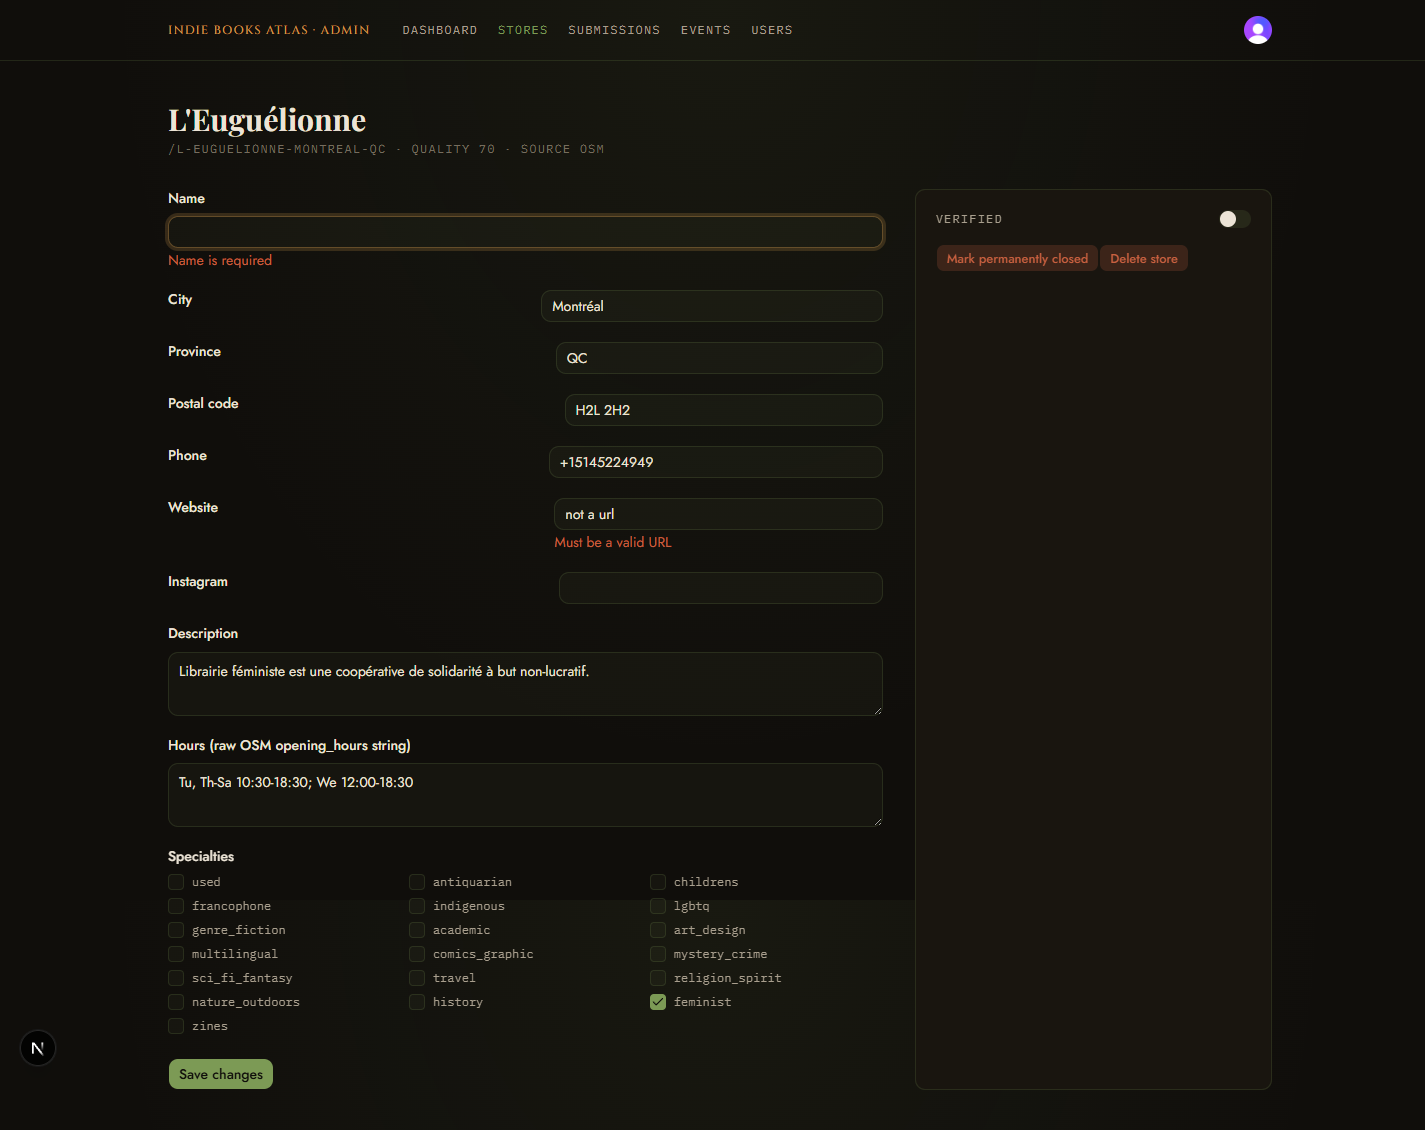 INDIE BOOKS ATLAS · ADMIN DASHBOARD STORES SUBMISSIONS EVENTS USERS
L'Euguélionne
/L-EUGUELIONNE-MONTREAL-QC · QUALITY 70 · SOURCE OSM
Name
Name is required
City Montréal
Province QC
Postal code H2L 2H2
Phone +15145224949
Website not a url
Must be a valid URL
Instagram
Description
Librairie féministe est une coopérative de solidarité à but non-lucratif.
Hours (raw OSM opening_hours string)
Tu, Th-Sa 10:30-18:30; We 12:00-18:30
Specialties
used antiquarian childrens
francophone indigenous lgbtq
genre_fiction academic art_design
multilingual comics_graphic mystery_crime
sci_fi_fantasy travel religion_spirit
nature_outdoors history feminist
zines
Save changes
VERIFIED
Mark permanently closed Delete store
N